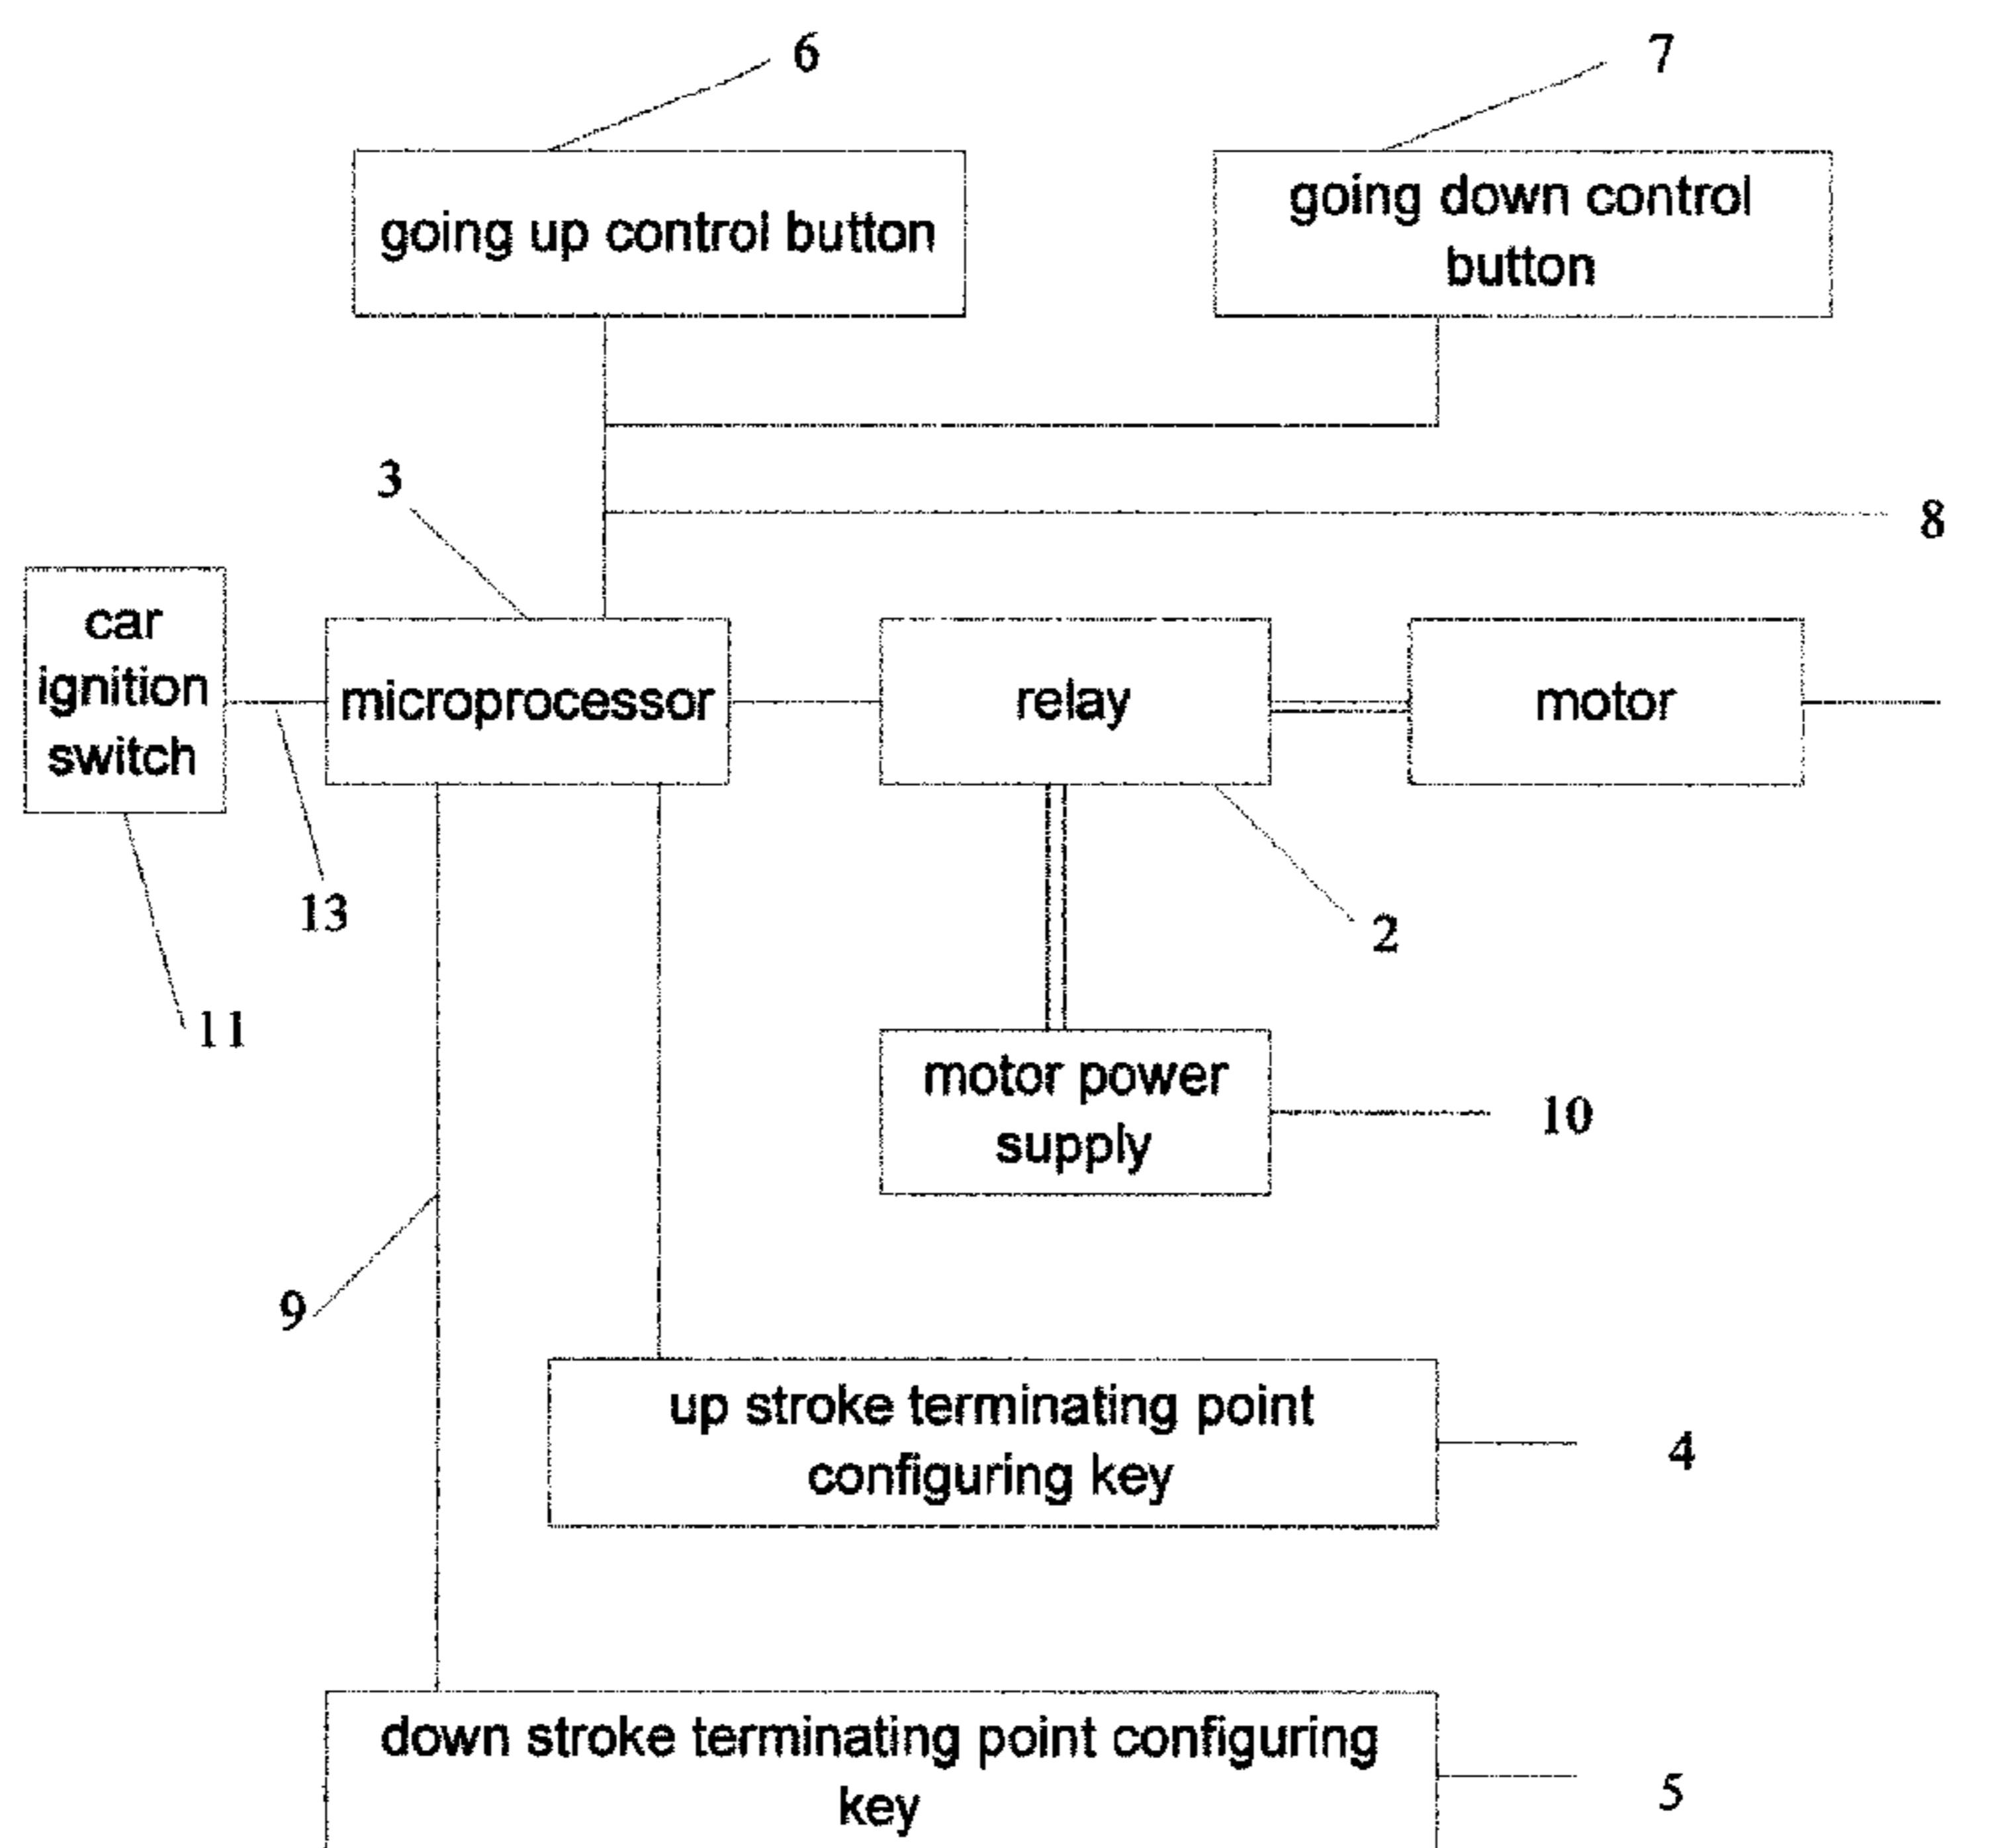 6
7
going up control button
going down control
button
3
8
car
ignition
switch
microprocessor
relay
motor
13
2
11
motor power
supply
10
9
up stroke terminating point
configuring key
4
down stroke terminating point configuring
key
5